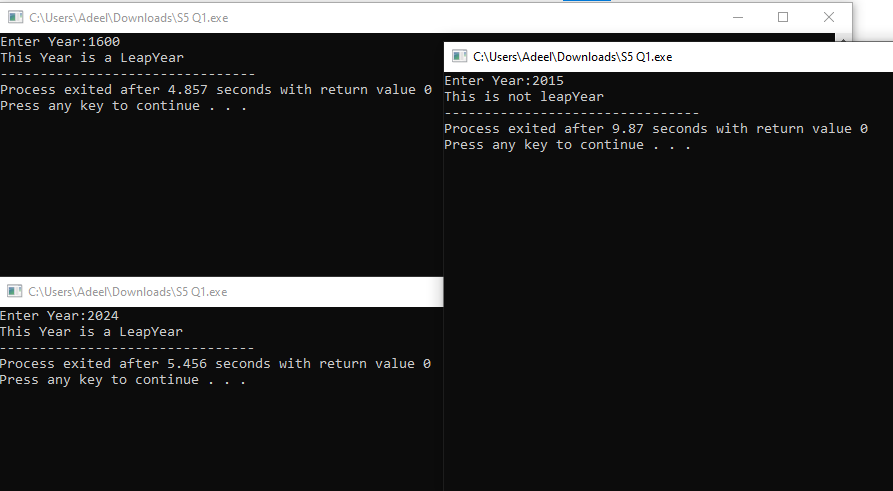 C:\Users\Adeel\Downloads\S5 Q1.exe
Enter Year:1600
This Year is a LeapYear
--------------------------------
Process exited after 4.857 seconds with return value 0
Press any key to continue . . .
C:\Users\Adeel\Downloads\S5 Q1.exe
Enter Year:2015
This is not leapYear
--------------------------------
Process exited after 9.87 seconds with return value 0
Press any key to continue . . .
C:\Users\Adeel\Downloads\S5 Q1.exe
Enter Year:2024
This Year is a LeapYear
--------------------------------
Process exited after 5.456 seconds with return value 0
Press any key to continue . . .